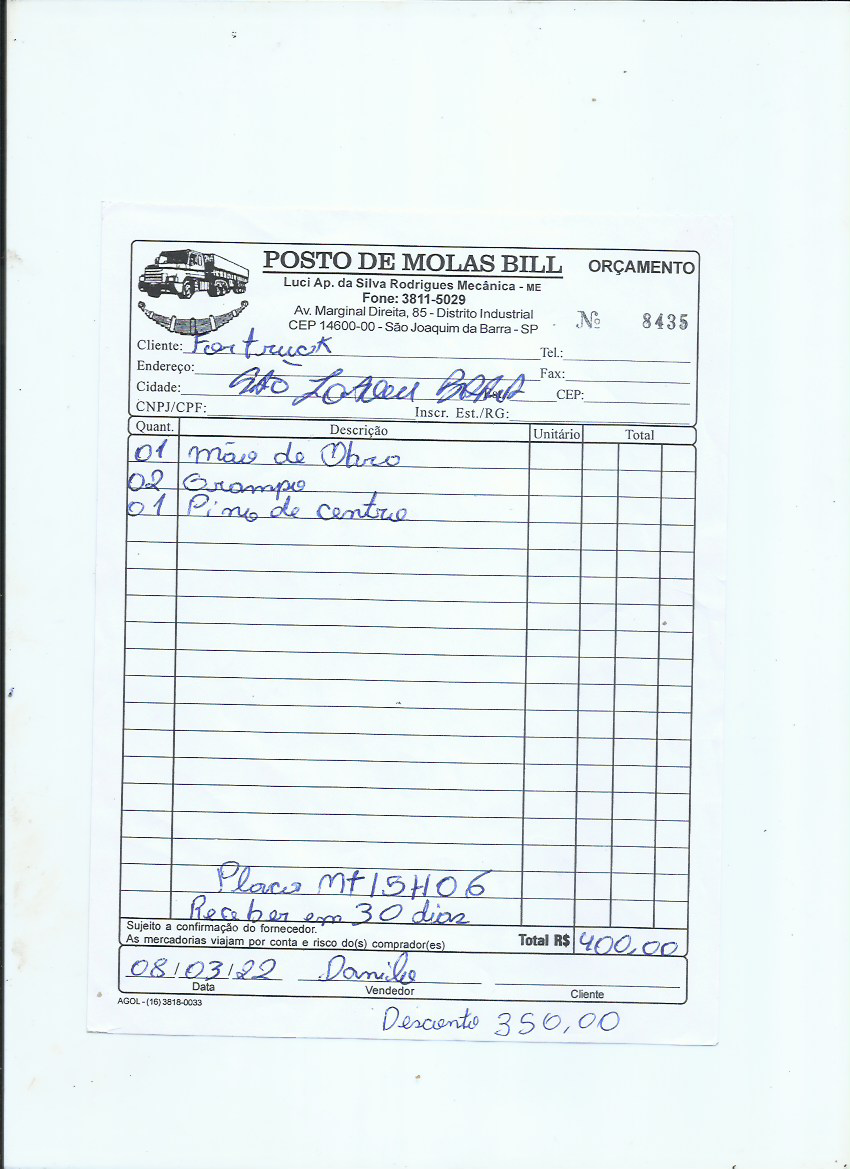 POSTO DE MOLAS BILL ORÇAMENTO
Luci Ap. da Silva Rodrigues Mecânica - ME
Fone: 3811-5029
Av. Marginal Direita, 85 - Distrito Industrial
CEP 14600-00 - São Joaquim da Barra - SP
Nº 8435
Cliente: Fortruck Tel.:
Endereço: Fax:
Cidade: São BARRA CEP:
CNPJ/CPF: Inscr. Est./RG:
Quant. Descrição Unitário Total
01 mão de Obra
02 Grampo
01 Pino de centro
Placa
Receber em 30 dias
Sujeito a confirmação do fornecedor.
As mercadorias viajam por conta e risco do(s) comprador(es)
Total R$ 400,00
08/03/22 Danilo
Data Vendedor Cliente
AGOL - (16) 3818-0033
Desconto 350,00